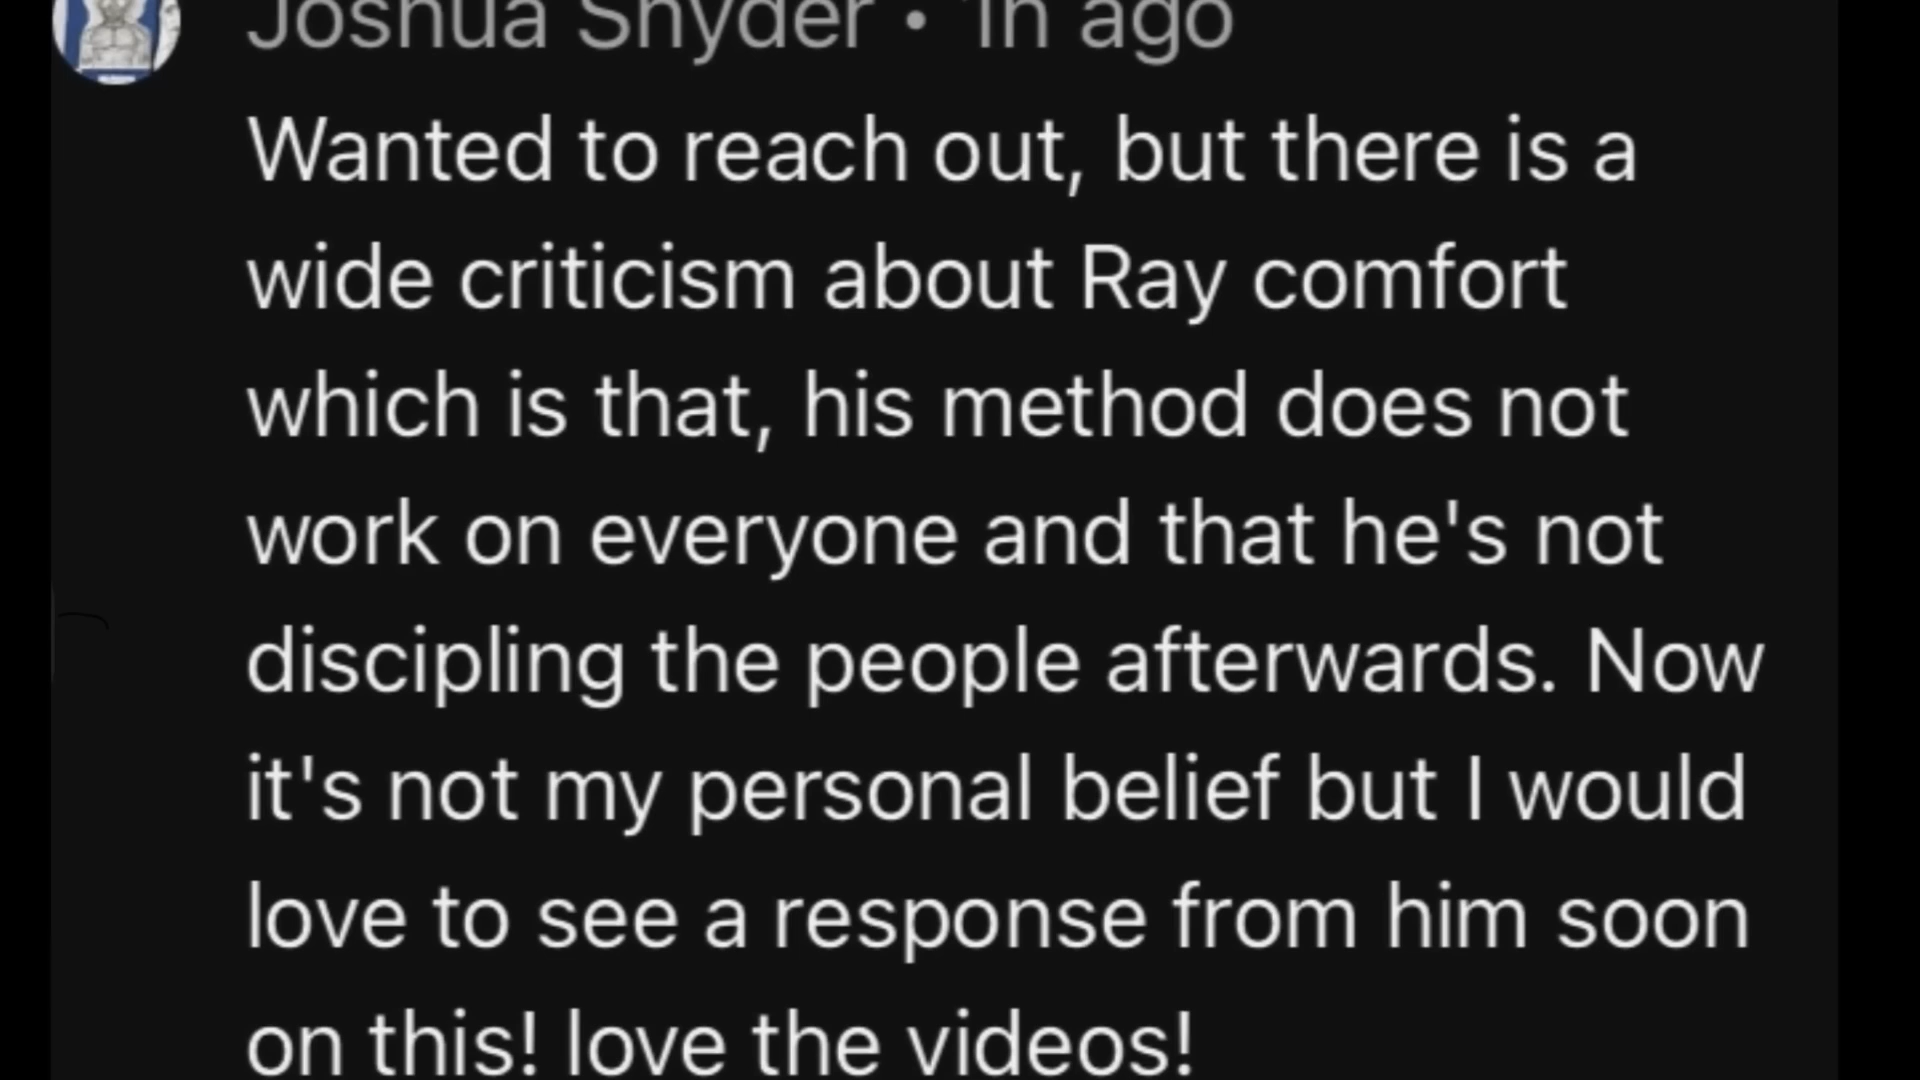 Joshua Snyder • 1h ago
Wanted to reach out, but there is a
wide criticism about Ray comfort
which is that, his method does not
work on everyone and that he's not
discipling the people afterwards. Now
it's not my personal belief but I would
love to see a response from him soon
on this! love the videos!